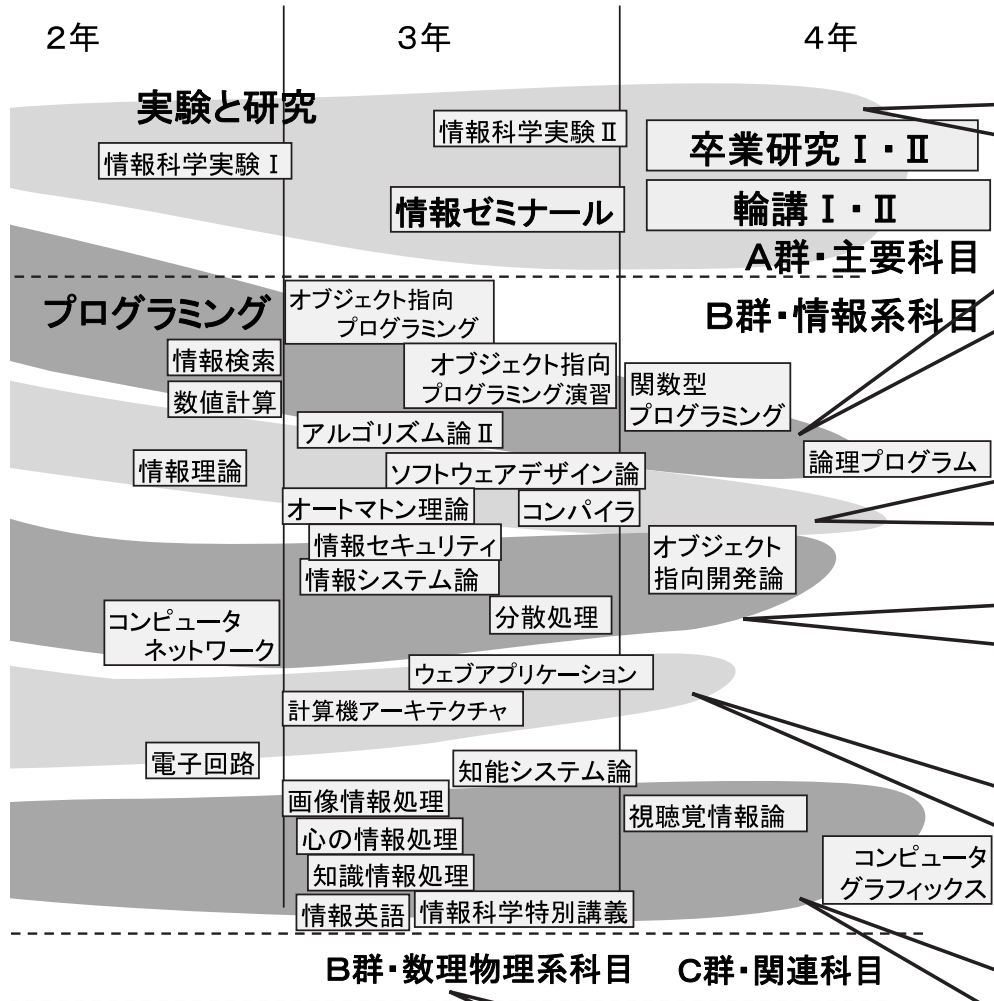 2年
3年
4年
実験と研究
情報科学実験Ⅰ
情報科学実験Ⅱ
卒業研究Ⅰ・Ⅱ
情報ゼミナール
輪講Ⅰ・Ⅱ
A群・主要科目
プログラミング
オブジェクト指向
プログラミング
B群・情報系科目
情報検索
オブジェクト指向
プログラミング演習
関数型
プログラミング
数値計算
アルゴリズム論Ⅱ
情報理論
ソフトウェアデザイン論
論理プログラム
オートマトン理論
コンパイラ
情報セキュリティ
オブジェクト
指向開発論
情報システム論
分散処理
コンピュータ
ネットワーク
ウェブアプリケーション
計算機アーキテクチャ
電子回路
知能システム論
画像情報処理
視聴覚情報論
心の情報処理
コンピュータ
グラフィックス
知識情報処理
情報英語
情報科学特別講義
B群・数理物理系科目
C群・関連科目